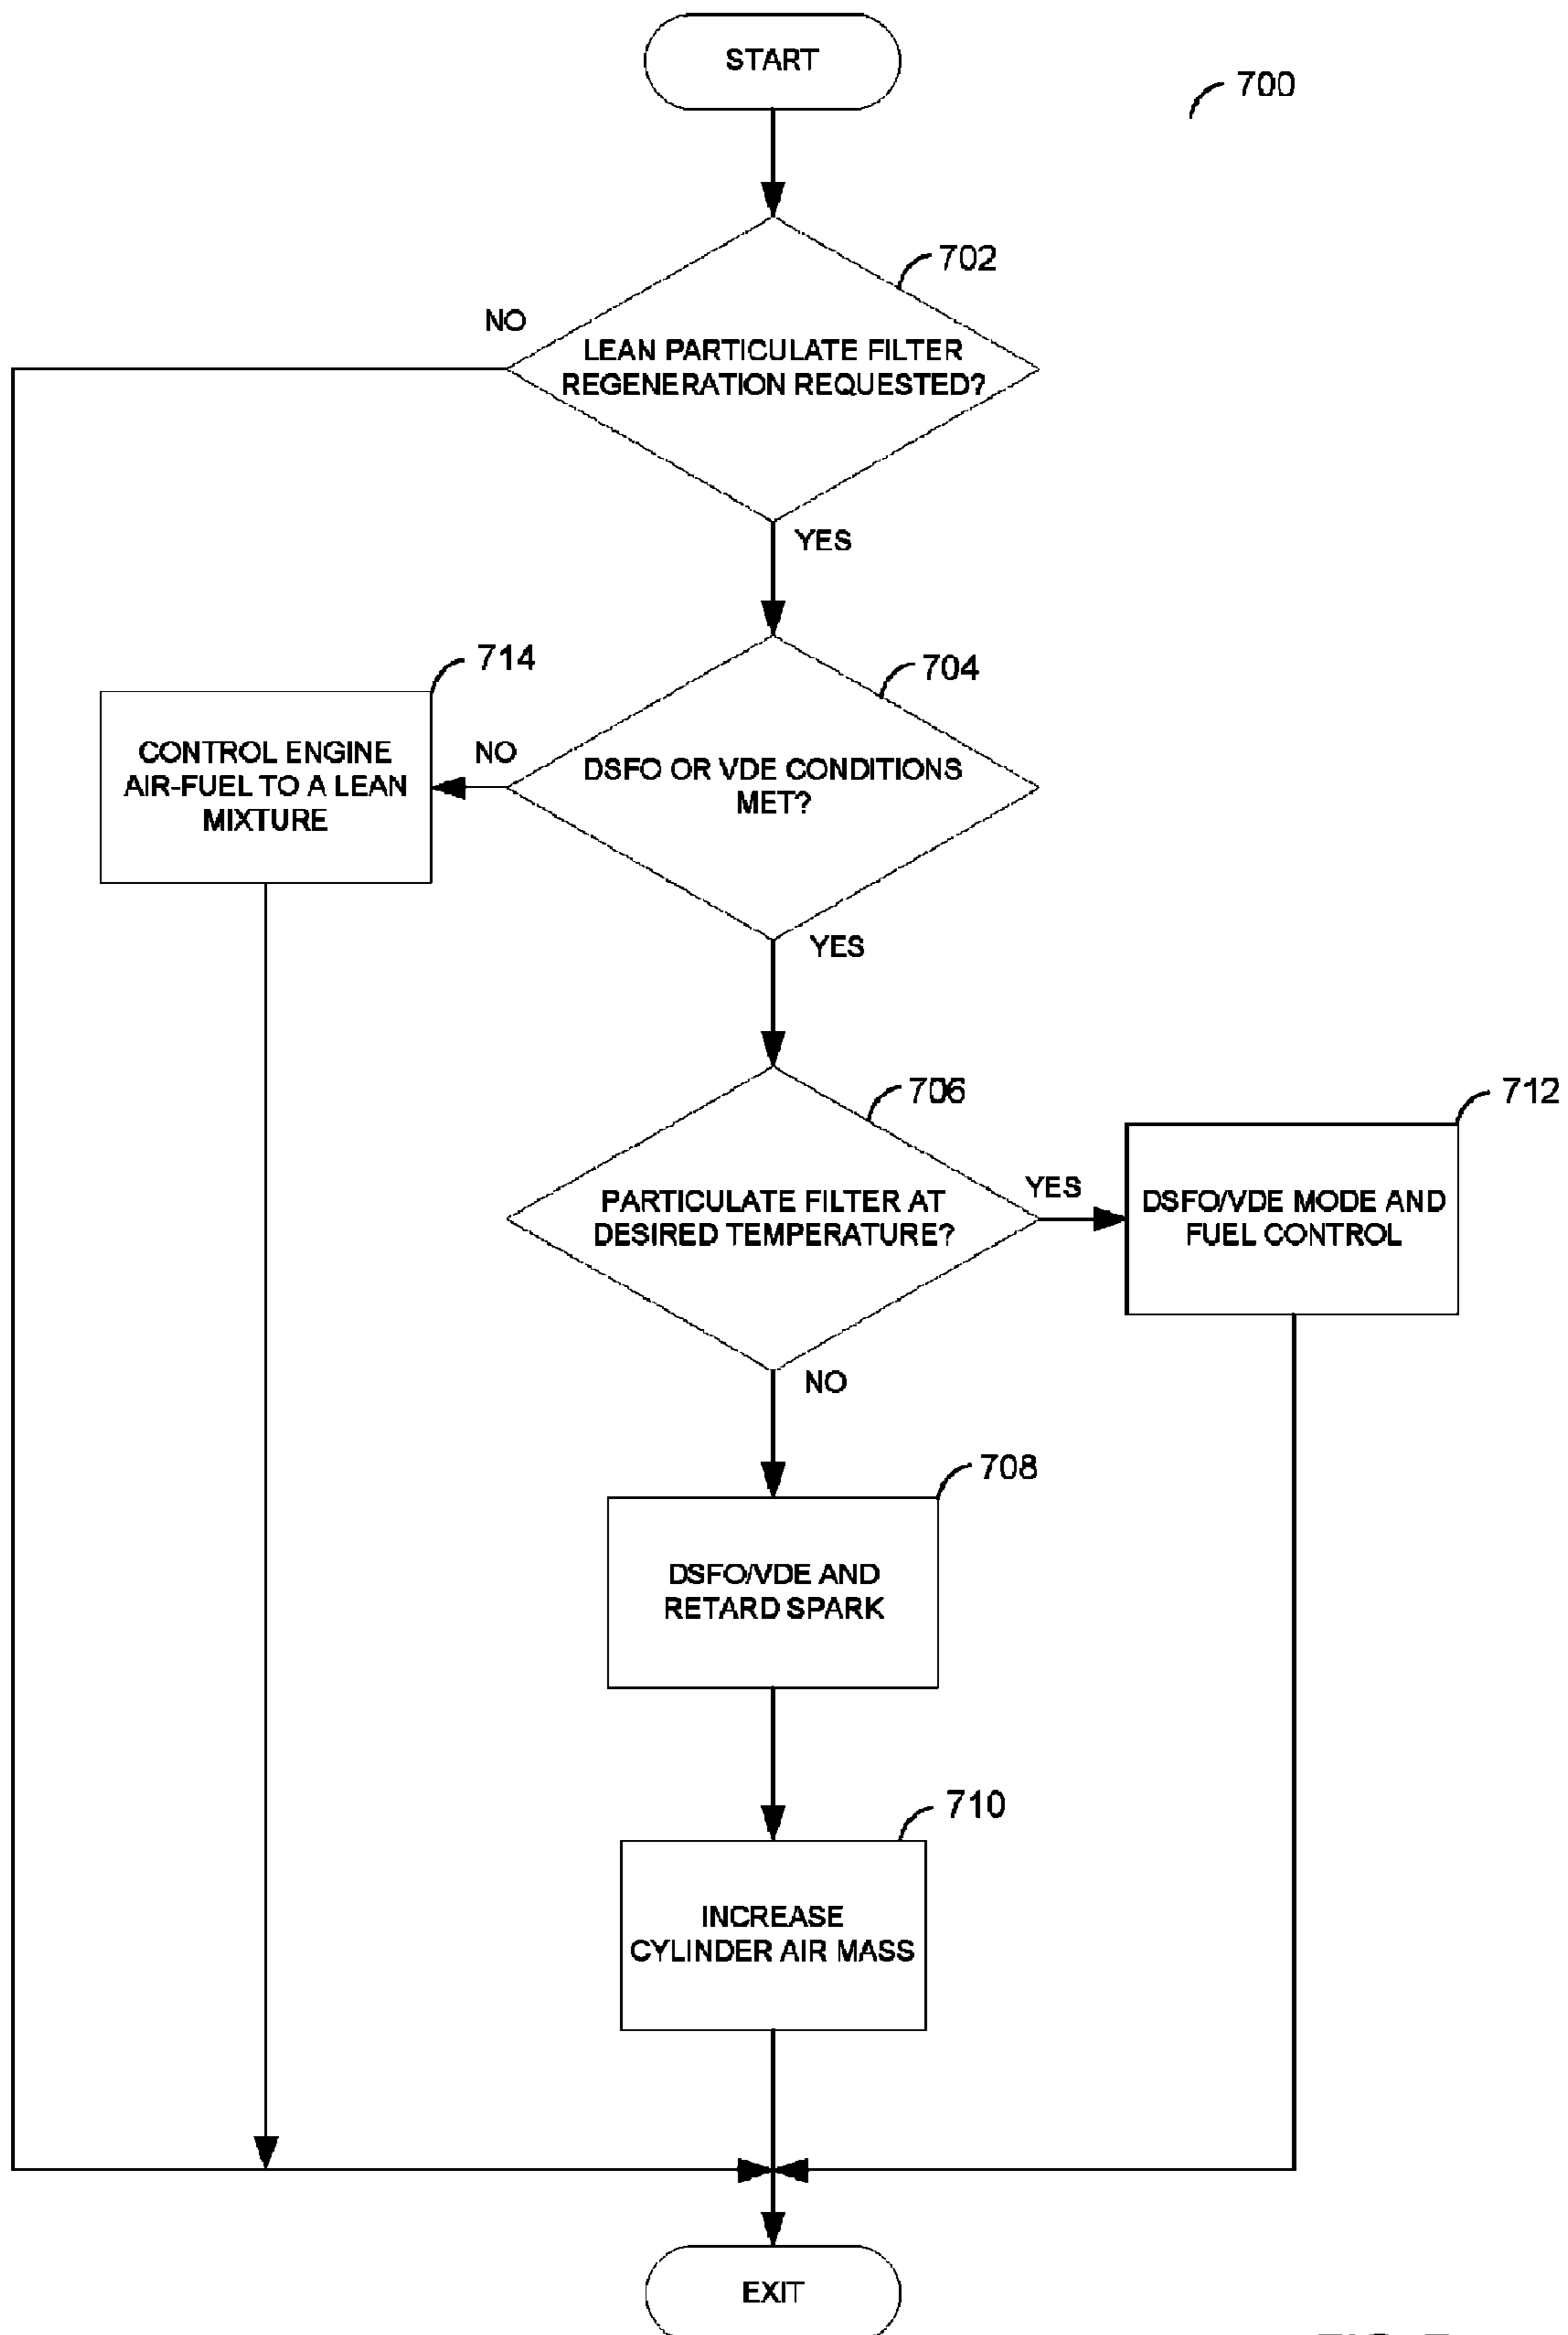 START
700
702
NO
LEAN PARTICULATE FILTER
REGENERATION REQUESTED?
YES
714
704
CONTROL ENGINE
AIR-FUEL TO A LEAN
MIXTURE
NO
DSFO OR VDE CONDITIONS
MET?
YES
706
712
PARTICULATE FILTER AT
DESIRED TEMPERATURE?
YES
DSFO/VDE MODE AND
FUEL CONTROL
NO
708
DSFO/VDE AND
RETARD SPARK
710
INCREASE
CYLINDER AIR MASS
EXIT